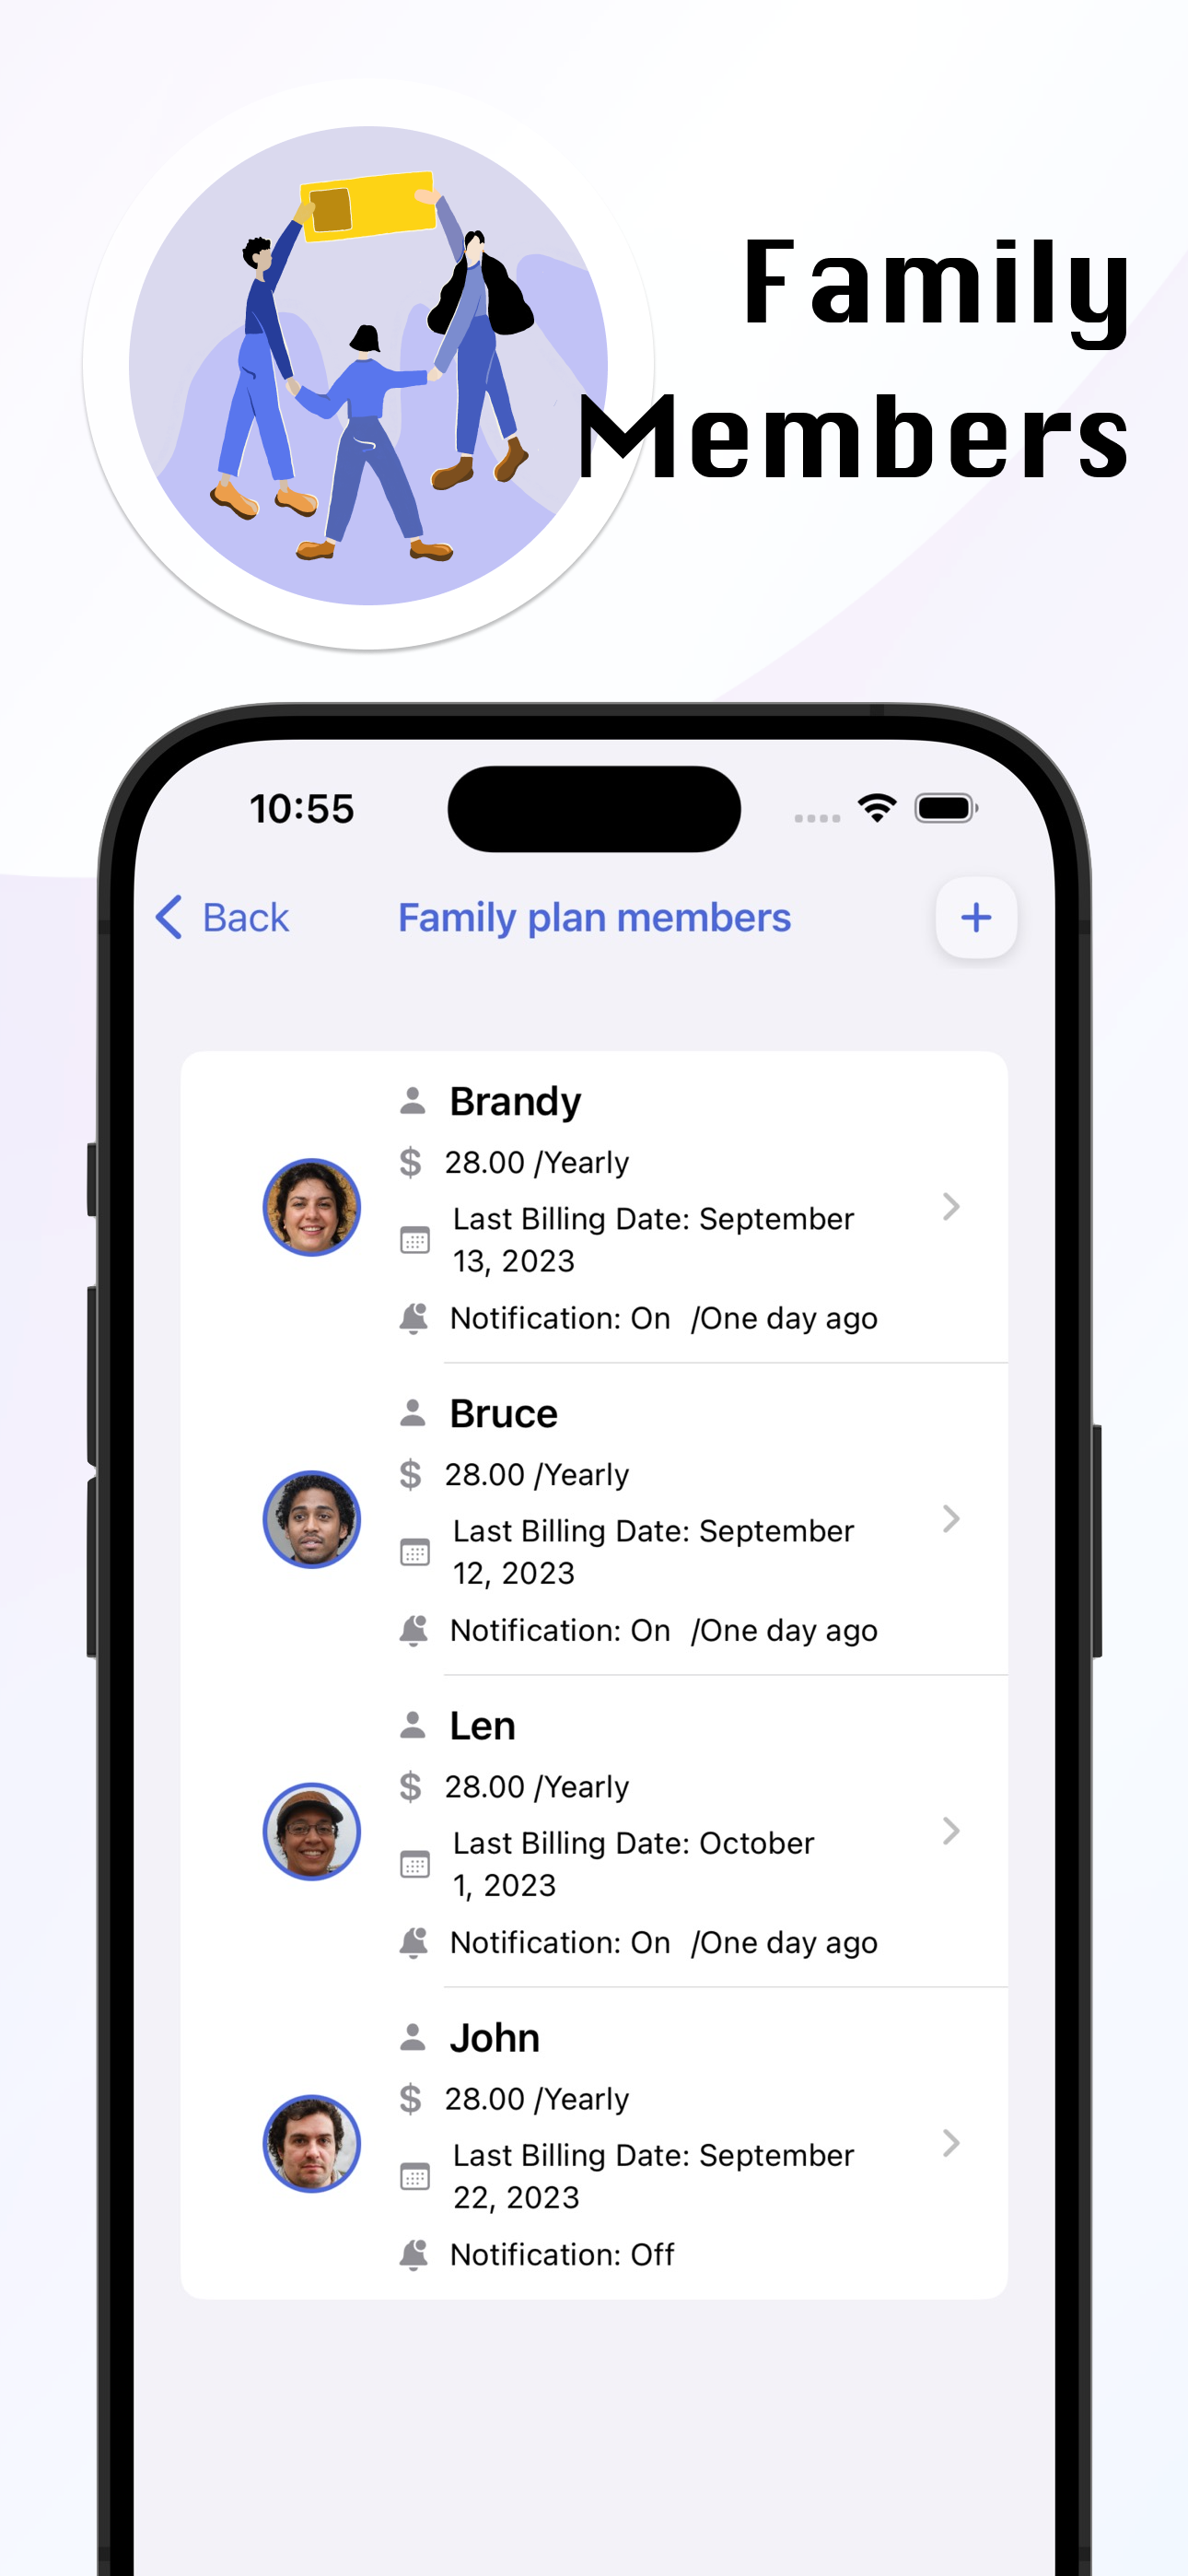 Family
Members
10:55
Back
Family plan members
+
Brandy
$ 28.00 /Yearly
Last Billing Date: September
13, 2023
Notification: On /One day ago
Bruce
$ 28.00 /Yearly
Last Billing Date: September
12, 2023
Notification: On /One day ago
Len
$ 28.00 /Yearly
Last Billing Date: October
1, 2023
Notification: On /One day ago
John
$ 28.00 /Yearly
Last Billing Date: September
22, 2023
Notification: Off